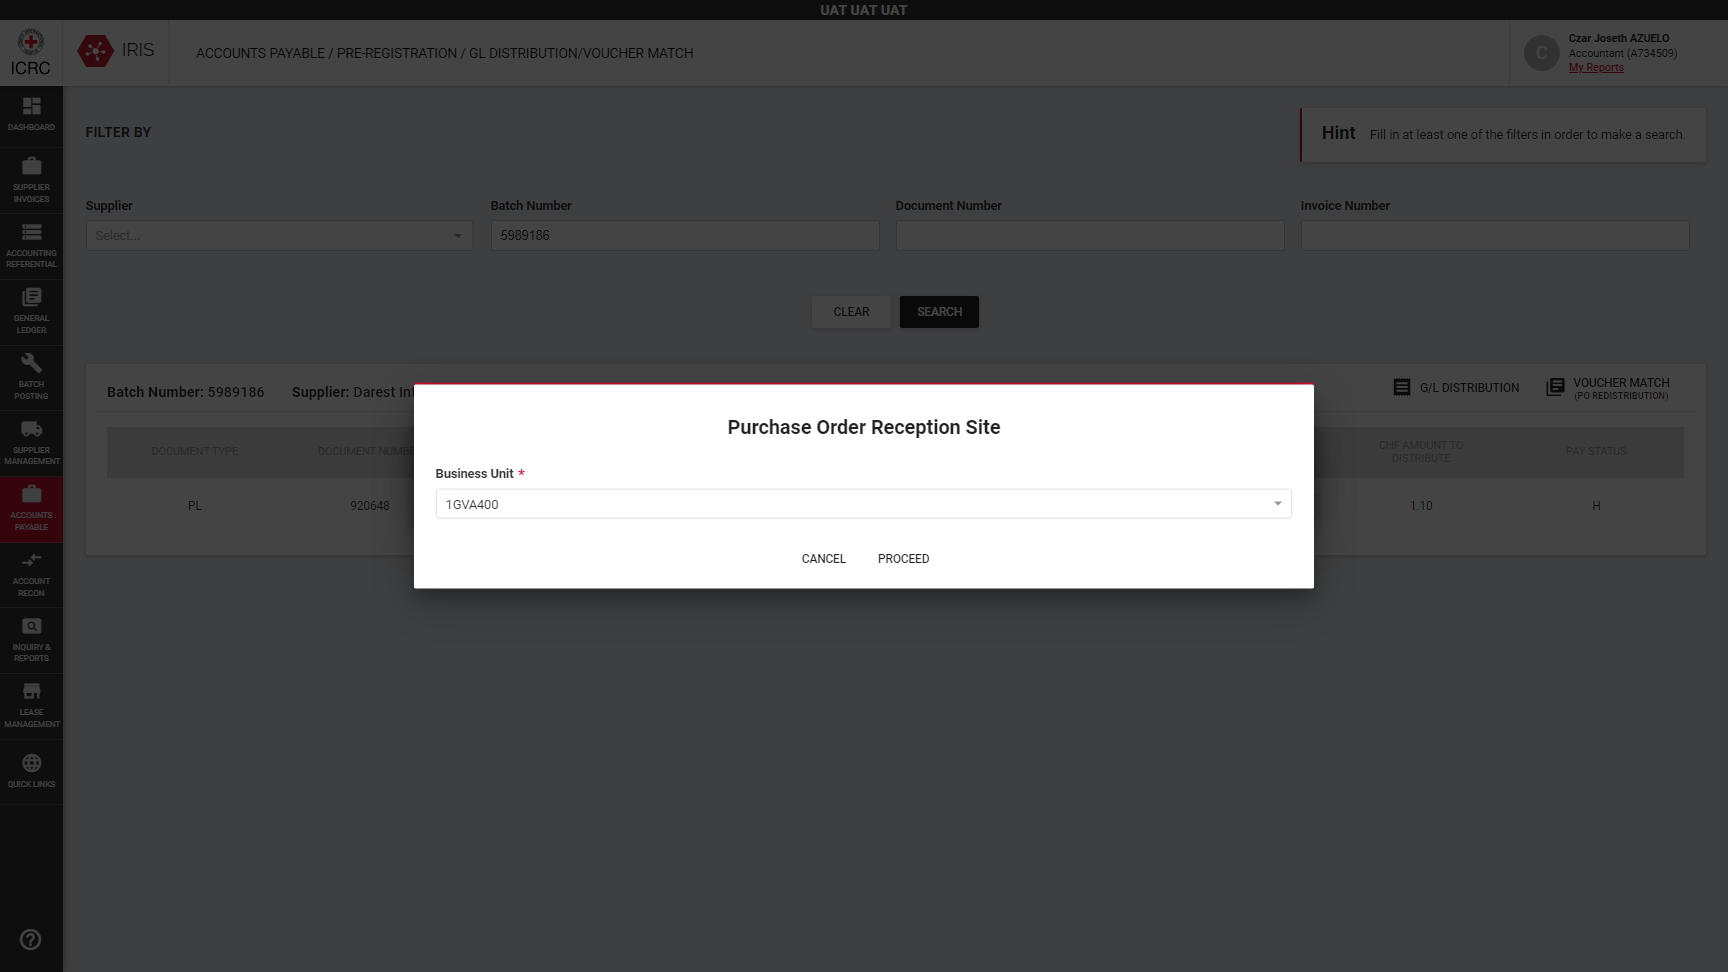 UAT UAT UAT
ICRC
IRIS
ACCOUNTS PAYABLE / PRE-REGISTRATION / GL DISTRIBUTION/VOUCHER MATCH
C
Czar Joseth AZUELO
Accountant (A734509)
My Reports
DASHBOARD
SUPPLIER
INVOICES
ACCOUNTING
REFERENTIAL
GENERAL
LEDGER
BATCH
POSTING
SUPPLIER
MANAGEMENT
ACCOUNTS
PAYABLE
ACCOUNT
RECON
INQUIRY &
REPORTS
LEASE
MANAGEMENT
QUICK LINKS
FILTER BY
Hint Fill in at least one of the filters in order to make a search.
Supplier
Batch Number
Document Number
Invoice Number
Select...
5989186
CLEAR
SEARCH
Batch Number: 5989186 Supplier: Darest
G/L DISTRIBUTION
VOUCHER MATCH
(PO REDISTRIBUTION)
DOCUMENT TYPE
DOCUMENT
CHF AMOUNT TO
DISTRIBUTE
PAY STATUS
PL
920648
1.10
H
Purchase Order Reception Site
Business Unit *
1GVA400
CANCEL
PROCEED